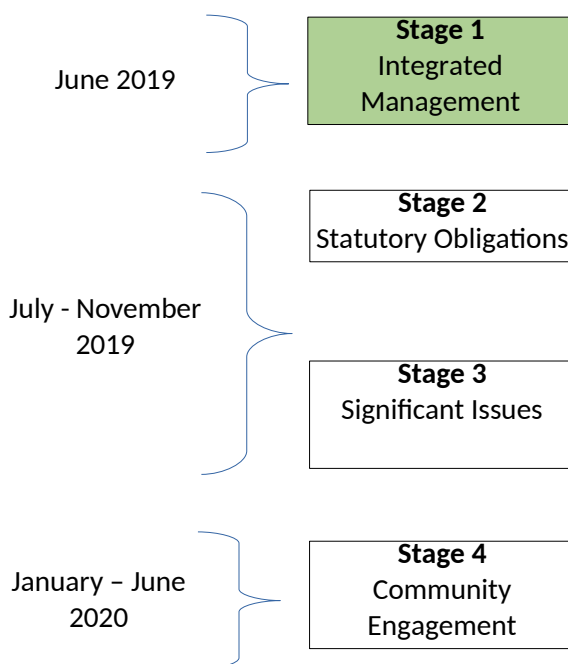 June 2019
Stage 1
Integrated
Management
July - November
2019
Stage 2
Statutory Obligations
Stage 3
Significant Issues
January – June
2020
Stage 4
Community
Engagement